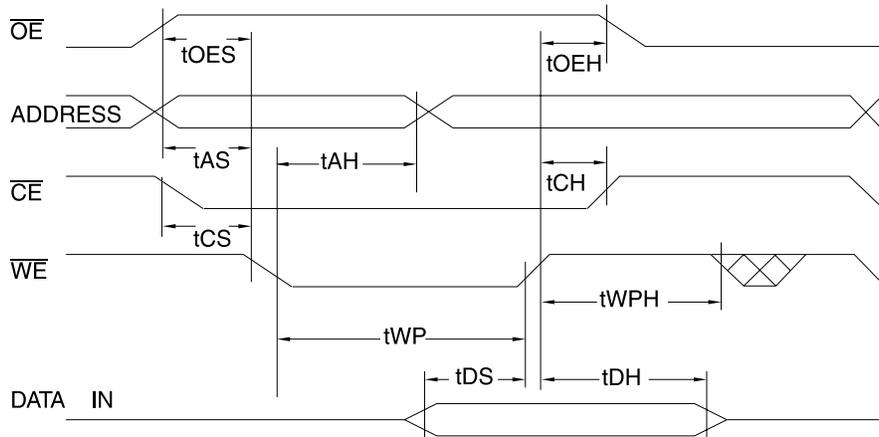 OE
tOES
tOEH
ADDRESS
tAS
tAH
tCH
CE
tCS
WE
tWPH
tWP
tDS
tDH
DATA IN